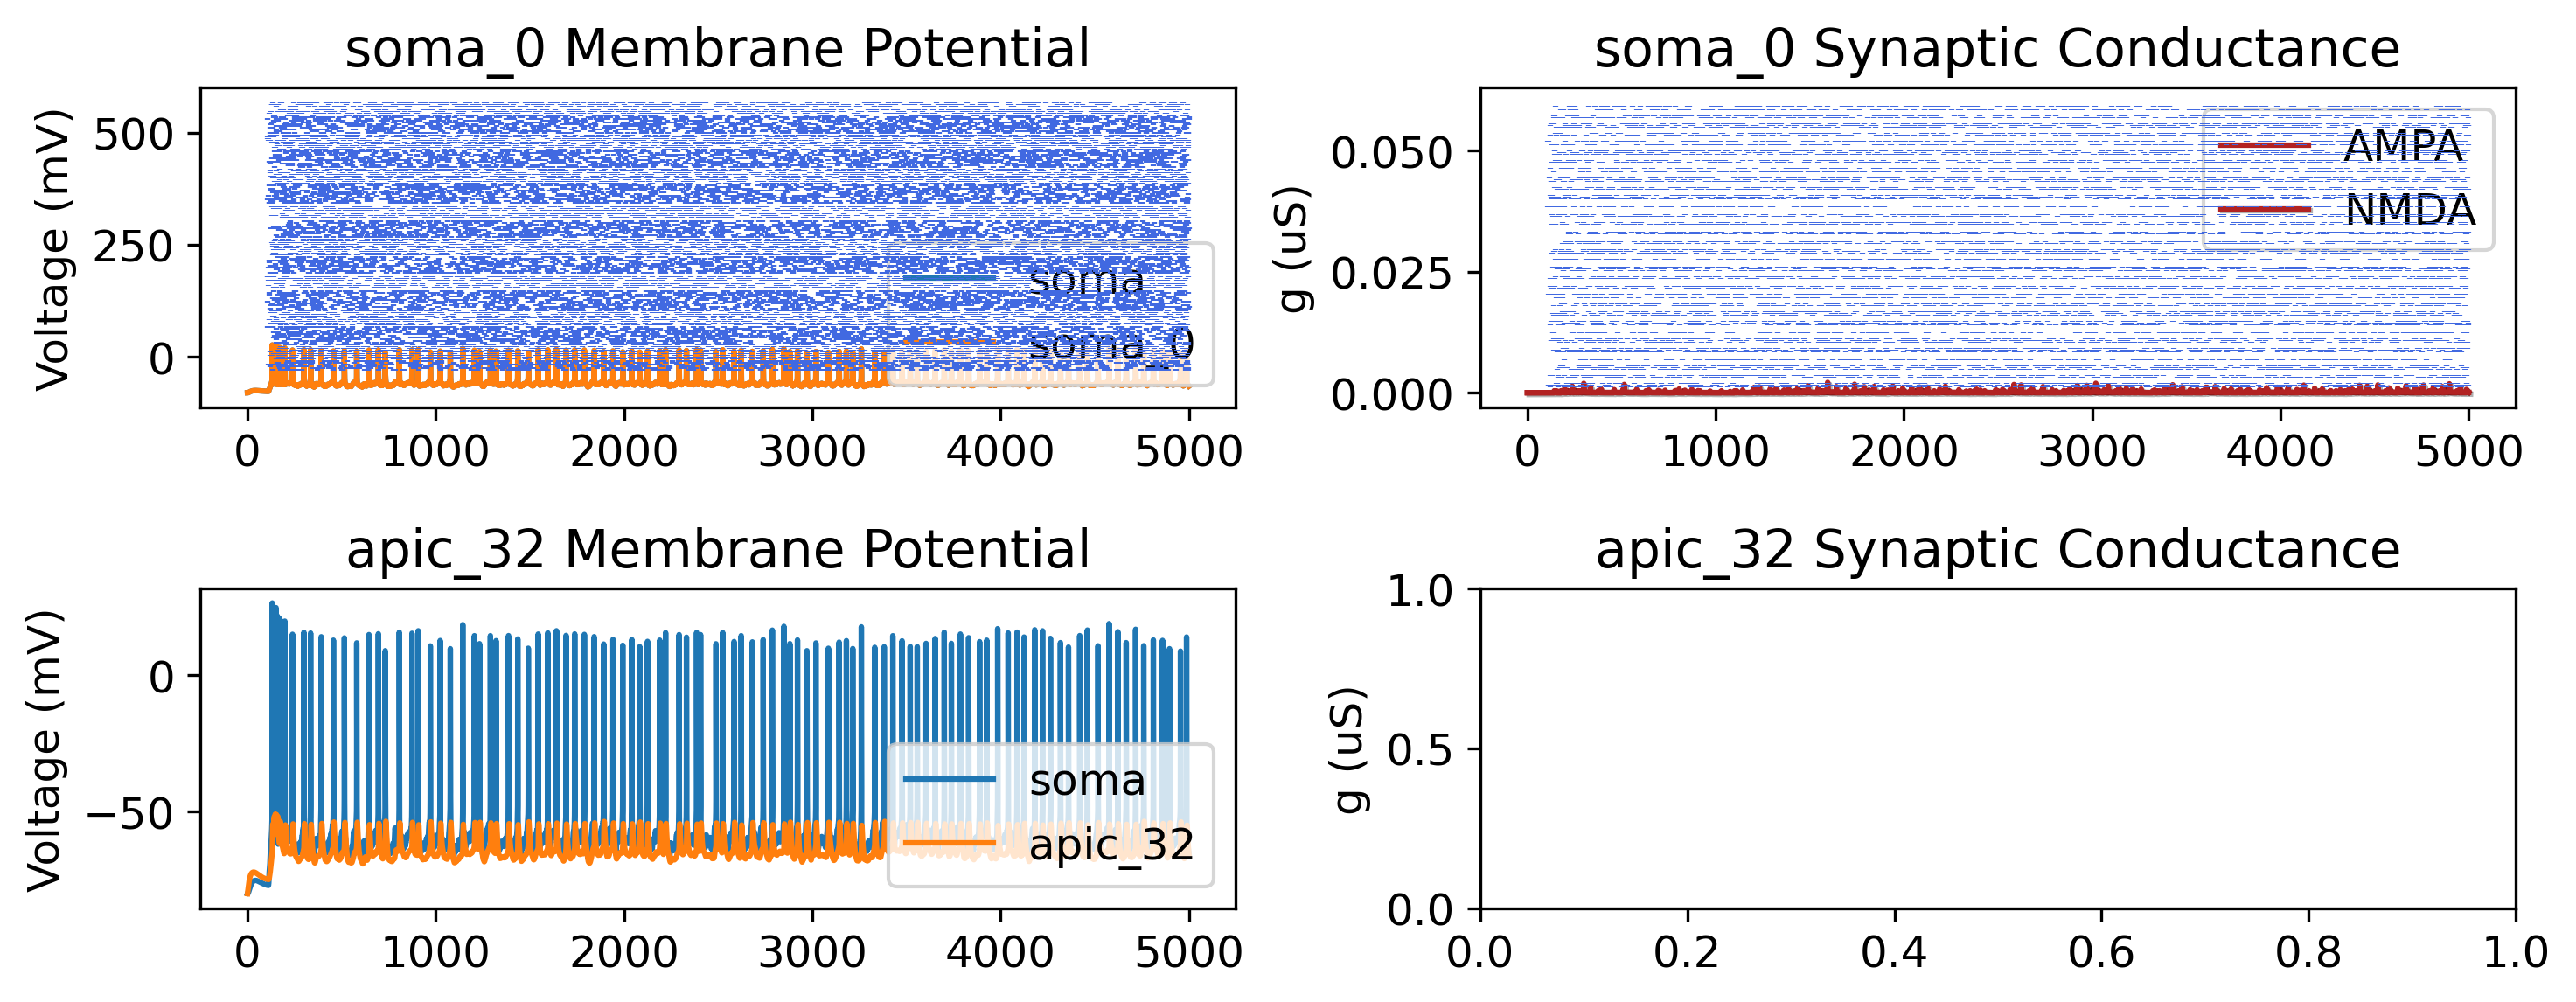 soma_0 Membrane Potential
Voltage (mV)
500
250
0
soma
soma_0
0 1000 2000 3000 4000 5000
soma_0 Synaptic Conductance
g (uS)
0.050
0.025
0.000
AMPA
NMDA
0 1000 2000 3000 4000 5000
apic_32 Membrane Potential
Voltage (mV)
0
−50
soma
apic_32
0 1000 2000 3000 4000 5000
apic_32 Synaptic Conductance
g (uS)
1.0
0.5
0.0
0.0 0.2 0.4 0.6 0.8 1.0